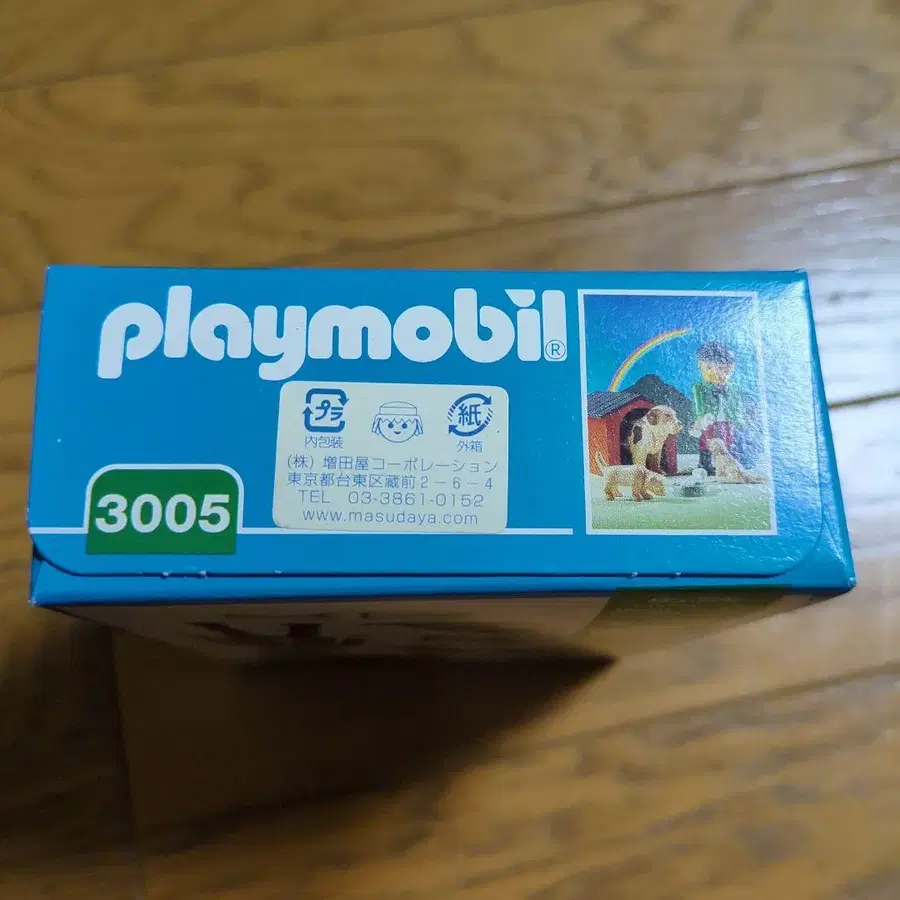 playmobil®
プラ
紙
内包装
外箱
(株) 増田屋コーポレーション
東京都台東区蔵前2-6-4
TEL 03-3861-0152
www.masudaya.com
3005